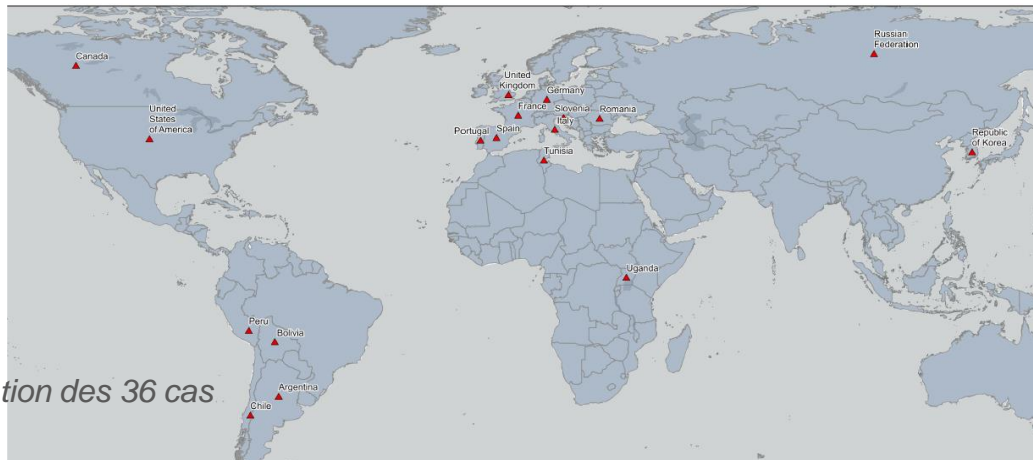 Canada
Russian
Federation
United
Kingdom
Germany
United
States
of America
France
Slovenia
Romania
Italy
Portugal
Spain
Republic
of Korea
Tunisia
Uganda
Peru
Bolivia
tion des 36 cas
Argentina
Chile